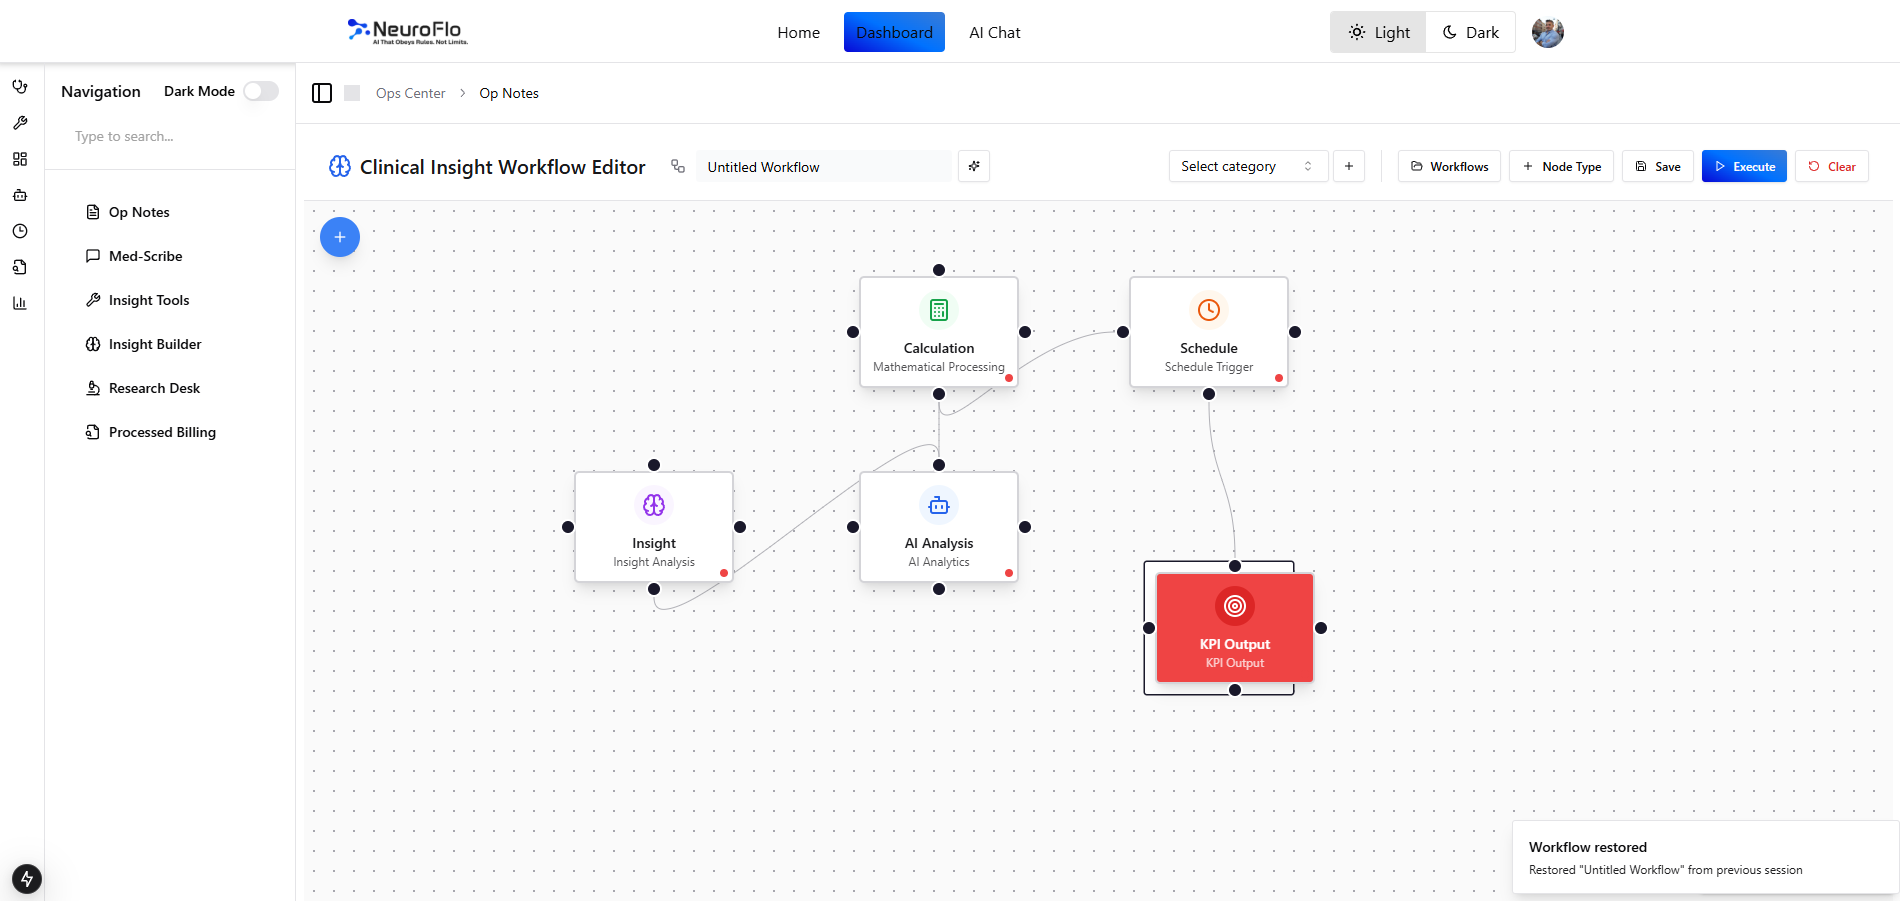 NeuroFlo
AI That Obeys Rules. Not Limits.
Home
Dashboard
AI Chat
Light
Dark
Navigation
Dark Mode
Type to search...
Op Notes
Med-Scribe
Insight Tools
Insight Builder
Research Desk
Processed Billing
Ops Center
Op Notes
Clinical Insight Workflow Editor
Untitled Workflow
Select category
Workflows
Node Type
Save
Execute
Clear
Calculation
Mathematical Processing
Schedule
Schedule Trigger
Insight
Insight Analysis
AI Analysis
AI Analytics
KPI Output
KPI Output
Workflow restored
Restored "Untitled Workflow" from previous session